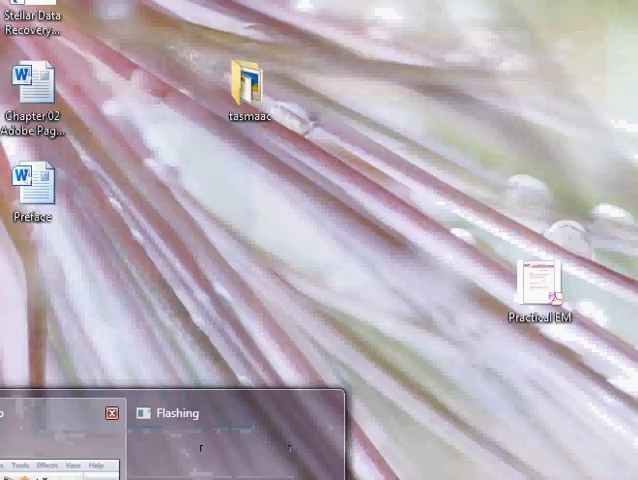 Stellar Data
Recovery...
Chapter 02
Adobe Pag...
Preface
tasmaac
Practical EM
Flashing
Tools Effects View Help